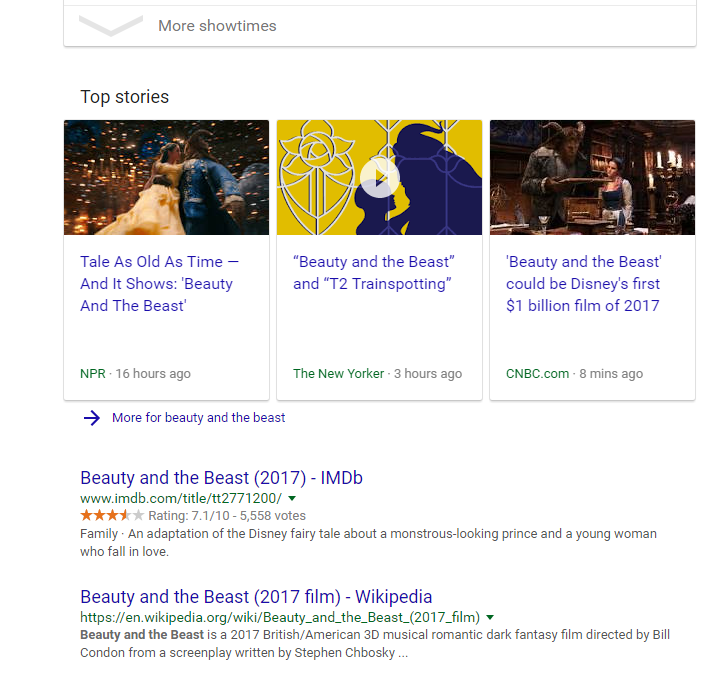 More showtimes
Top stories
Tale As Old As Time —
And It Shows: 'Beauty
And The Beast'
NPR · 16 hours ago
“Beauty and the Beast”
and “T2 Trainspotting”
The New Yorker · 3 hours ago
'Beauty and the Beast'
could be Disney's first
$1 billion film of 2017
CNBC.com · 8 mins ago
More for beauty and the beast
Beauty and the Beast (2017) - IMDb
www.imdb.com/title/tt2771200/
Rating: 7.1/10 - 5,558 votes
Family · An adaptation of the Disney fairy tale about a monstrous-looking prince and a young woman
who fall in love.
Beauty and the Beast (2017 film) - Wikipedia
https://en.wikipedia.org/wiki/Beauty_and_the_Beast_(2017_film)
Beauty and the Beast is a 2017 British/American 3D musical romantic dark fantasy film directed by Bill
Condon from a screenplay written by Stephen Chbosky ...